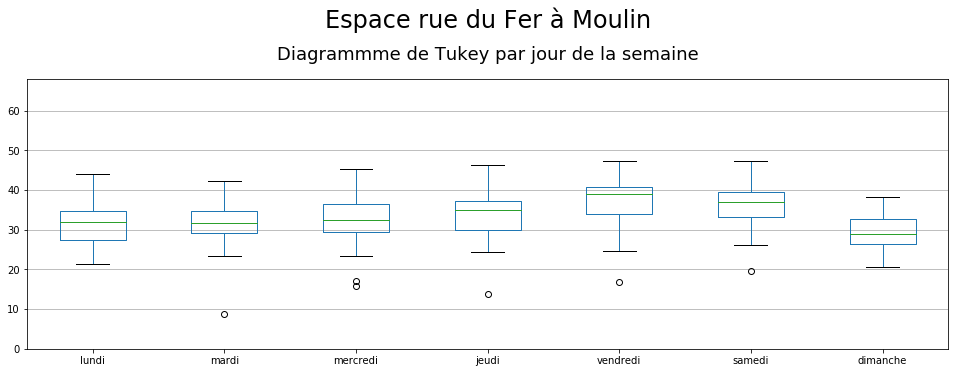 Espace rue du Fer à Moulin
Diagrammme de Tukey par jour de la semaine
60
50
40
30
20
10
0
lundi mardi mercredi jeudi vendredi samedi dimanche